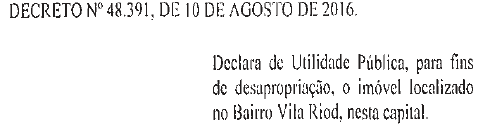 DECRETO Nº 48.391, DE 10 DE AGOSTO DE 2016.
Declara de Utilidade Pública, para fins
de desapropriação, o imóvel localizado
no Bairro Vila Riod, nesta capital.